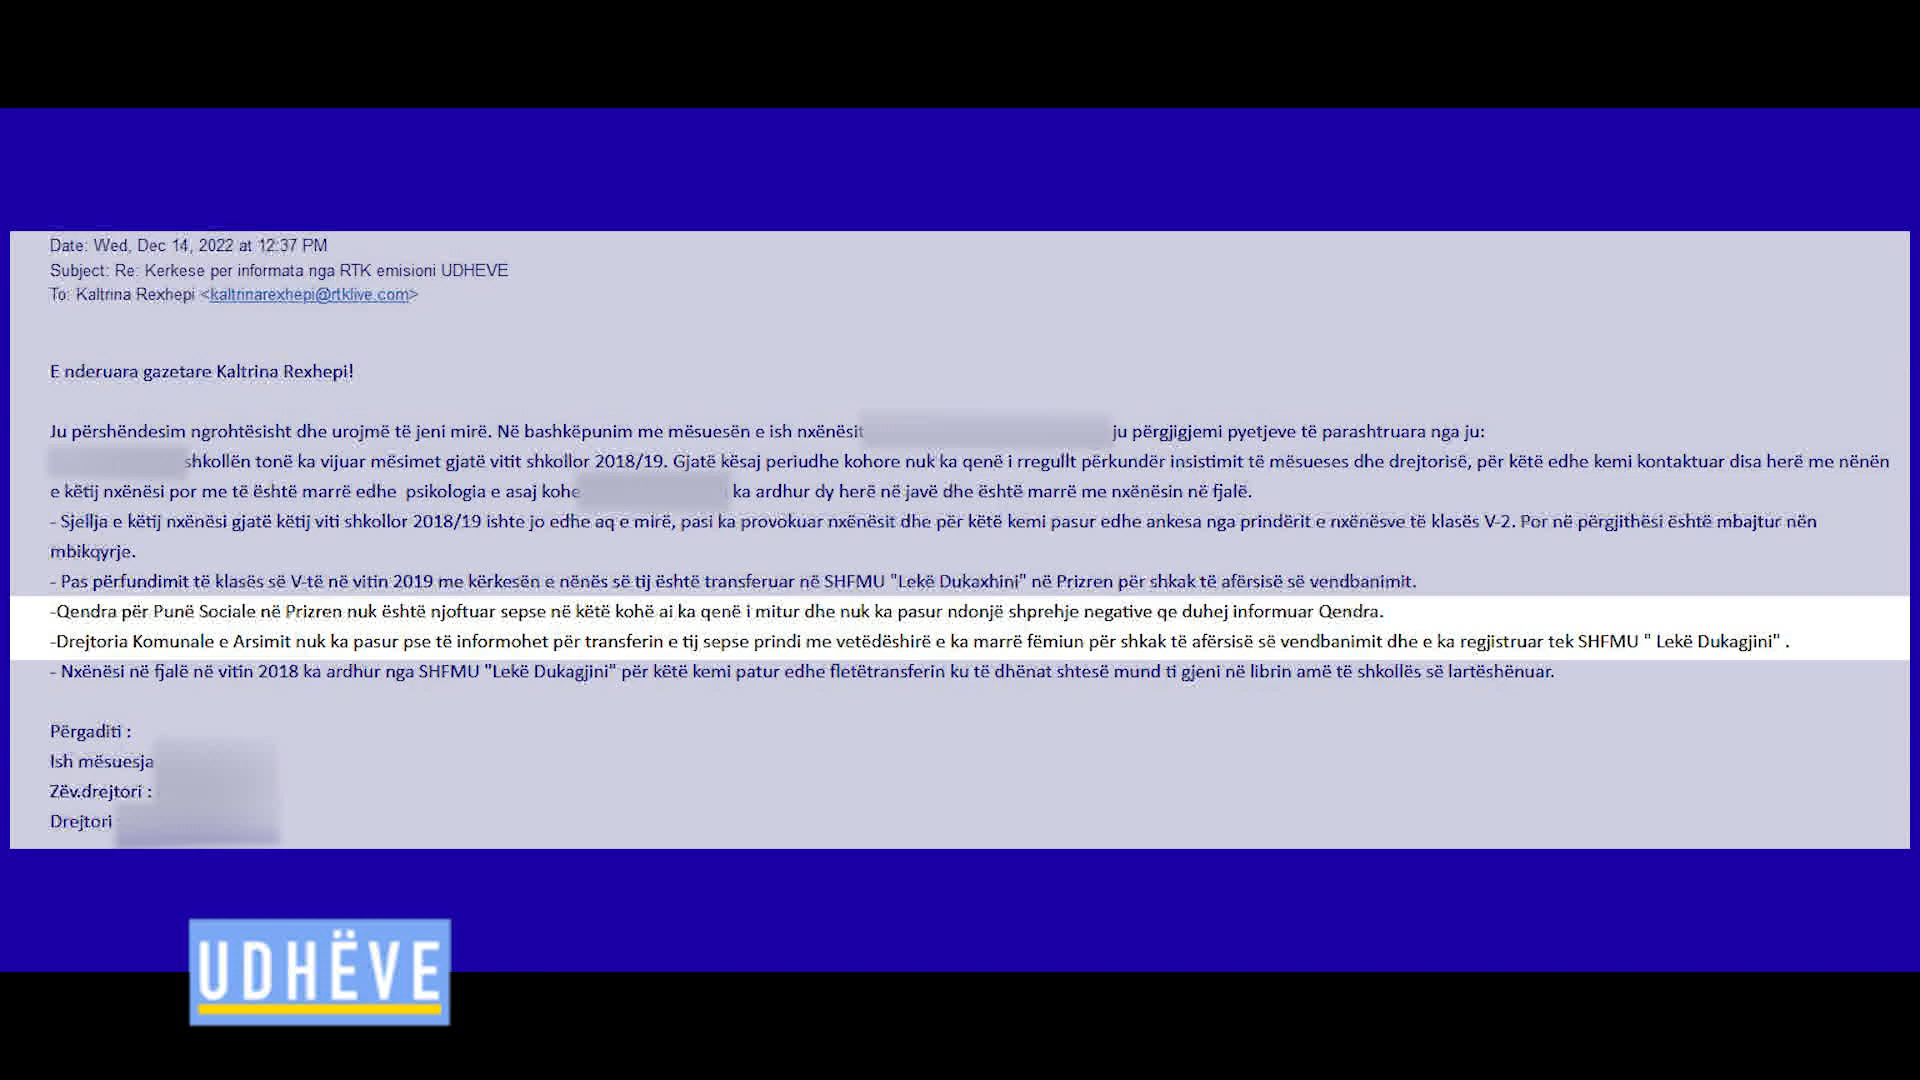 Date: Wed, Dec 14, 2022 at 12:37 PM
Subject: Re: Kerkese per informata nga RTK emisioni UDHEVE
To: Kaltrina Rexhepi <kaltrinarexhepi@rtklive.com>
E nderuara gazetare Kaltrina Rexhepi!
Ju përshëndesim ngrohtësisht dhe urojmë të jeni mirë. Në bashkëpunim me mësuesën e ish nxënësit ju përgjigjemi pyetjeve të parashtruara nga ju:
shkollën tonë ka vijuar mësimet gjatë vitit shkollor 2018/19. Gjatë kësaj periudhe kohore nuk ka qenë i rregullt përkundër insistimit të mësueses dhe drejtorisë, për këtë edhe kemi kontaktuar disa herë me nënën
e këtij nxënësi por me të është marrë edhe psikologia e asaj kohe ka ardhur dy herë në javë dhe është marrë me nxënësin në fjalë.
- Sjellja e këtij nxënësi gjatë këtij viti shkollor 2018/19 ishte jo edhe aq e mirë, pasi ka provokuar nxënësit dhe për këtë kemi pasur edhe ankesa nga prindërit e nxënësve të klasës V-2. Por në përgjithësi është mbajtur nën
mbikqyrje.
- Pas përfundimit të klasës së V-të në vitin 2019 me kërkesën e nënës së tij është transferuar në SHFMU "Lekë Dukaxhini" në Prizren për shkak të afërsisë së vendbanimit.
-Qendra për Punë Sociale në Prizren nuk është njoftuar sepse në këtë kohë ai ka qenë i mitur dhe nuk ka pasur ndonjë shprehje negative qe duhej informuar Qendra.
-Drejtoria Komunale e Arsimit nuk ka pasur pse të informohet për transferin e tij sepse prindi me vetëdëshirë e ka marrë fëmiun për shkak të afërsisë së vendbanimit dhe e ka regjistruar tek SHFMU " Lekë Dukagjini" .
- Nxënësi në fjalë në vitin 2018 ka ardhur nga SHFMU "Lekë Dukagjini" për këtë kemi patur edhe fletëtransferin ku të dhënat shtesë mund ti gjeni në librin amë të shkollës së lartëshënuar.
Përgaditi :
Ish mësuesja
Zëv.drejtori :
Drejtori
UDHËVE